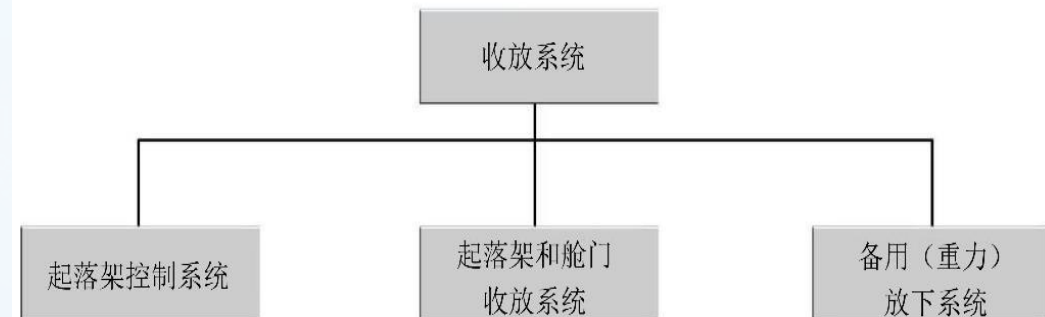 收放系统
起落架控制系统
起落架和舱门
收放系统
备用（重力）
放下系统